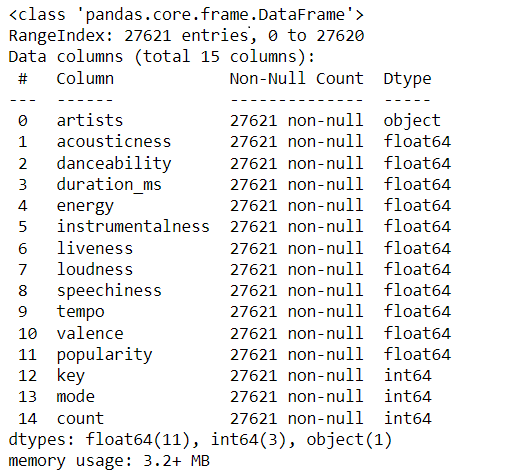 <class 'pandas.core.frame.DataFrame'>
RangeIndex: 27621 entries, 0 to 27620
Data columns (total 15 columns):
 #   Column            Non-Null Count  Dtype
---  ------            --------------  -----
 0   artists           27621 non-null  object
 1   acousticness      27621 non-null  float64
 2   danceability      27621 non-null  float64
 3   duration_ms       27621 non-null  float64
 4   energy            27621 non-null  float64
 5   instrumentalness  27621 non-null  float64
 6   liveness          27621 non-null  float64
 7   loudness          27621 non-null  float64
 8   speechiness       27621 non-null  float64
 9   tempo             27621 non-null  float64
 10  valence           27621 non-null  float64
 11  popularity        27621 non-null  float64
 12  key               27621 non-null  int64
 13  mode              27621 non-null  int64
 14  count             27621 non-null  int64
dtypes: float64(11), int64(3), object(1)
memory usage: 3.2+ MB